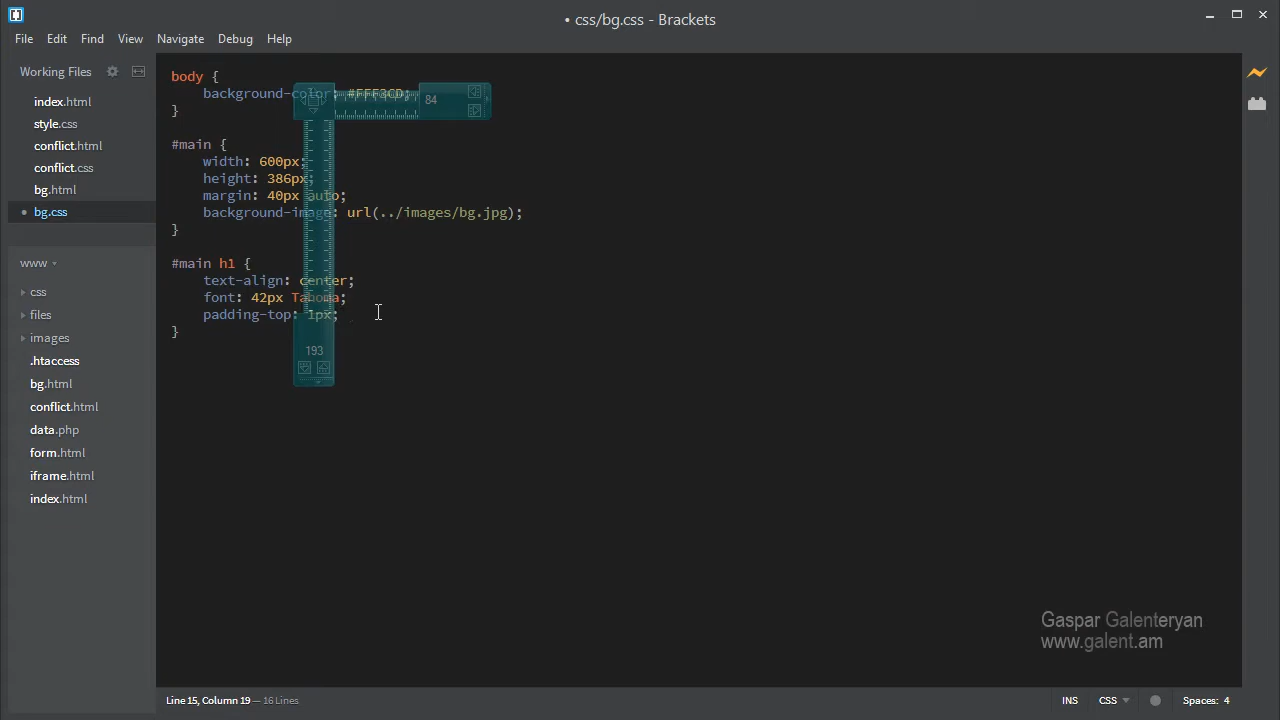 • css/bg.css - Brackets
File Edit Find View Navigate Debug Help
Working Files
index.html
style.css
conflict.html
conflict.css
bg.html
• bg.css
www
css
files
images
.htaccess
bg.html
conflict.html
data.php
form.html
iframe.html
index.html
body {
background-color: #FFF3CD;
}
#main {
width: 600px;
height: 386px;
margin: 40px auto;
background-image: url(../images/bg.jpg);
}
#main h1 {
text-align: center;
font: 42px Tahoma;
padding-top: 1px;
}
84
193
Gaspar Galenteryan
www.galent.am
Line 15, Column 19 — 16 Lines
INS CSS Spaces: 4